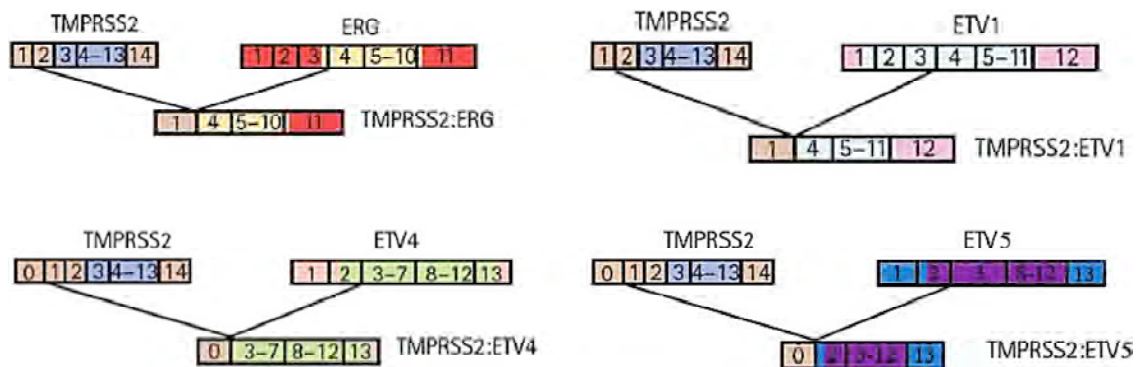 TMPRSS2 ERG
1 2 3 4–13 14 1 2 3 4 5–10 11
1 4 5–10 11 TMPRSS2:ERG
TMPRSS2 ETV1
1 2 3 4–13 14 1 2 3 4 5–11 12
1 4 5–11 12 TMPRSS2:ETV1
TMPRSS2 ETV4
0 1 2 3 4–13 14 1 2 3–7 8–12 13
0 3–7 8–12 13 TMPRSS2:ETV4
TMPRSS2 ETV5
0 1 2 3 4–13 14 1 8–12 13
0 2 13 TMPRSS2:ETV5